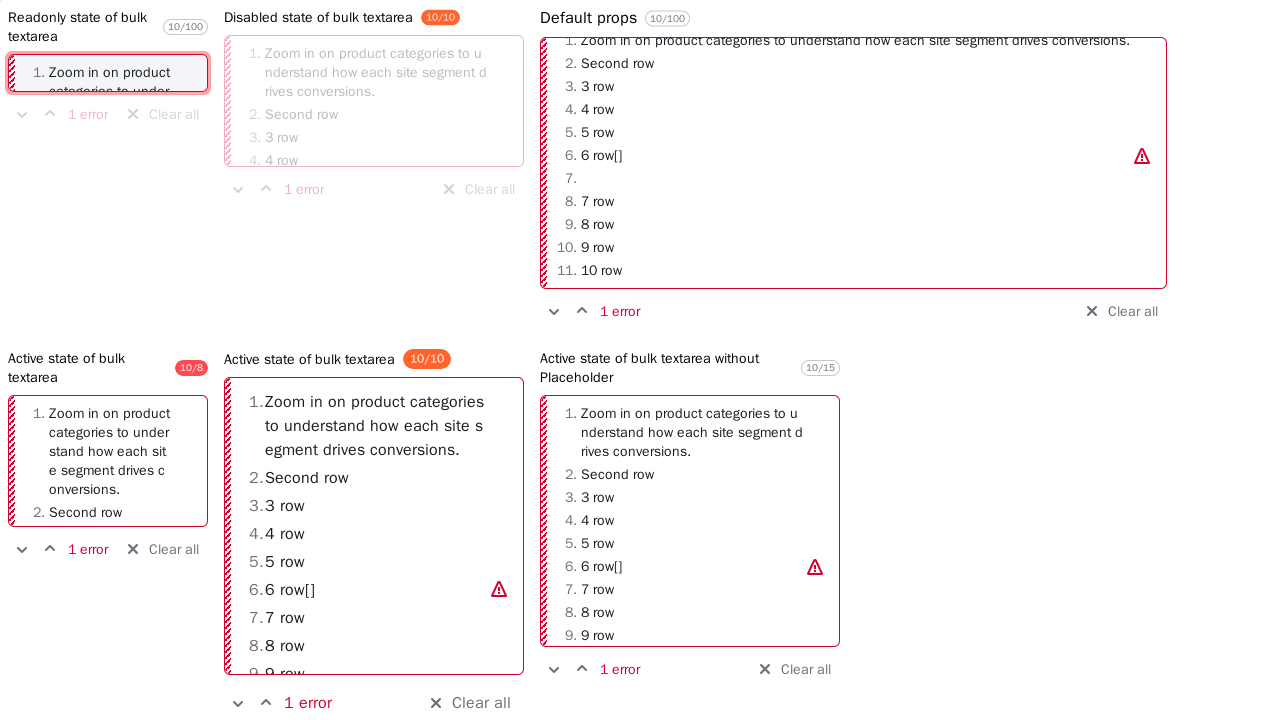 Readonly state of bulk
textarea
10/100
1. Zoom in on product
categories to under
1 error
Clear all
Disabled state of bulk textarea
10/10
1. Zoom in on product categories to u
nderstand how each site segment d
rives conversions.
2. Second row
3. 3 row
4. 4 row
1 error
Clear all
Default props
10/100
1. Zoom in on product categories to understand how each site segment drives conversions.
2. Second row
3. 3 row
4. 4 row
5. 5 row
6. 6 row[]
7.
8. 7 row
9. 8 row
10. 9 row
11. 10 row
1 error
Clear all
Active state of bulk
textarea
10/8
1. Zoom in on product
categories to under
stand how each sit
e segment drives c
onversions.
2. Second row
1 error
Clear all
Active state of bulk textarea
10/10
1. Zoom in on product categories
to understand how each site s
egment drives conversions.
2. Second row
3. 3 row
4. 4 row
5. 5 row
6. 6 row[]
7. 7 row
8. 8 row
9. 9 row
1 error
Clear all
Active state of bulk textarea without
Placeholder
10/15
1. Zoom in on product categories to u
nderstand how each site segment d
rives conversions.
2. Second row
3. 3 row
4. 4 row
5. 5 row
6. 6 row[]
7. 7 row
8. 8 row
9. 9 row
1 error
Clear all